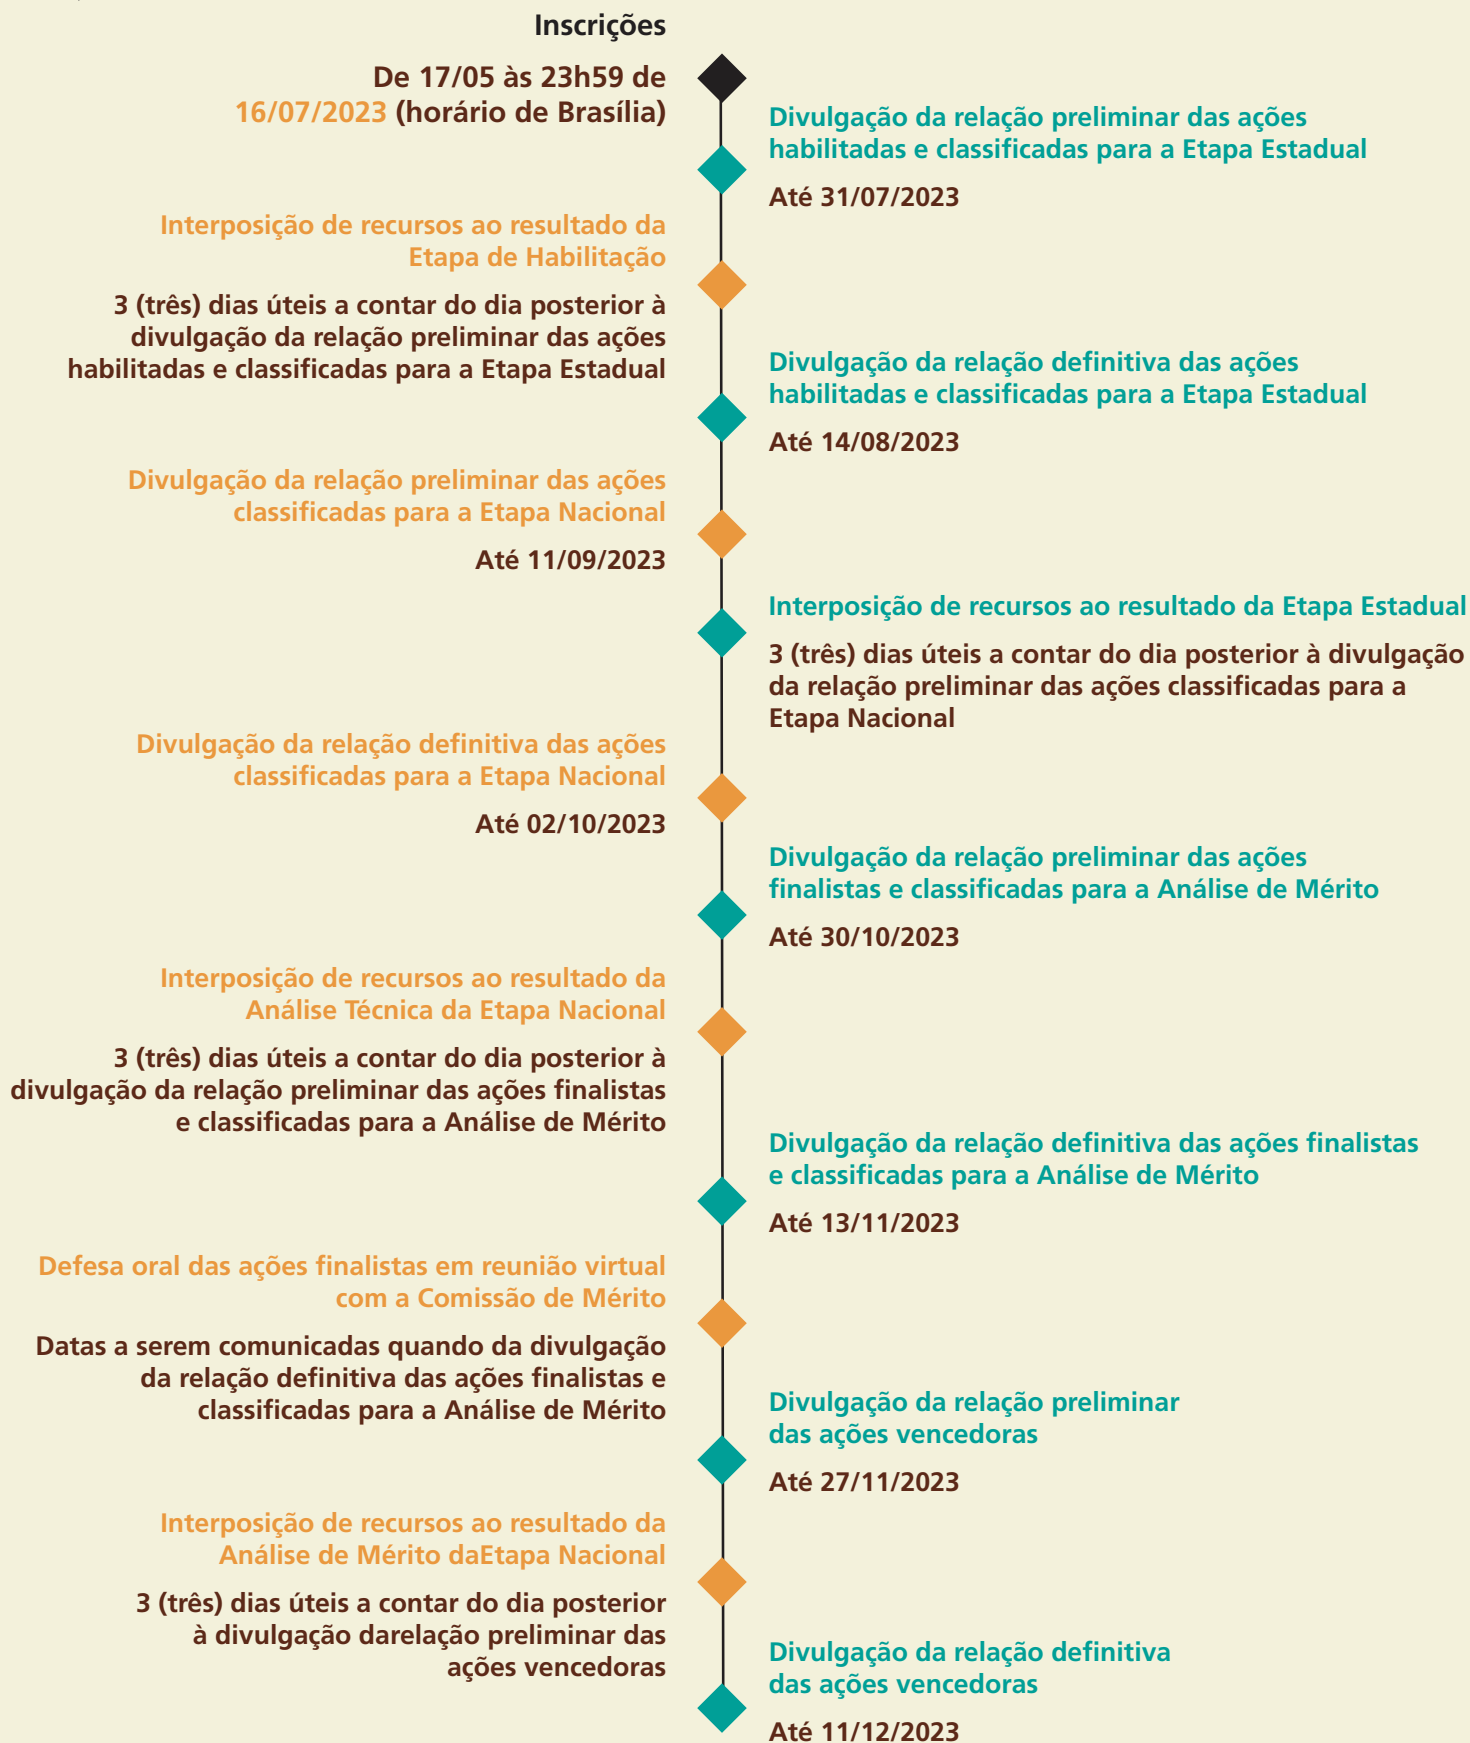 Inscrições
De 17/05 às 23h59 de
16/07/2023 (horário de Brasília)
Divulgação da relação preliminar das ações
habilitadas e classificadas para a Etapa Estadual
Até 31/07/2023
Interposição de recursos ao resultado da
Etapa de Habilitação
3 (três) dias úteis a contar do dia posterior à
divulgação da relação preliminar das ações
habilitadas e classificadas para a Etapa Estadual
Divulgação da relação definitiva das ações
habilitadas e classificadas para a Etapa Estadual
Até 14/08/2023
Divulgação da relação preliminar das ações
classificadas para a Etapa Nacional
Até 11/09/2023
Interposição de recursos ao resultado da Etapa Estadual
3 (três) dias úteis a contar do dia posterior à divulgação
da relação preliminar das ações classificadas para a
Etapa Nacional
Divulgação da relação definitiva das ações
classificadas para a Etapa Nacional
Até 02/10/2023
Divulgação da relação preliminar das ações
finalistas e classificadas para a Análise de Mérito
Até 30/10/2023
Interposição de recursos ao resultado da
Análise Técnica da Etapa Nacional
3 (três) dias úteis a contar do dia posterior à
divulgação da relação preliminar das ações finalistas
e classificadas para a Análise de Mérito
Divulgação da relação definitiva das ações finalistas
e classificadas para a Análise de Mérito
Até 13/11/2023
Defesa oral das ações finalistas em reunião virtual
com a Comissão de Mérito
Datas a serem comunicadas quando da divulgação
da relação definitiva das ações finalistas e
classificadas para a Análise de Mérito
Divulgação da relação preliminar
das ações vencedoras
Até 27/11/2023
Interposição de recursos ao resultado da
Análise de Mérito daEtapa Nacional
3 (três) dias úteis a contar do dia posterior
à divulgação darelação preliminar das
ações vencedoras
Divulgação da relação definitiva
das ações vencedoras
Até 11/12/2023